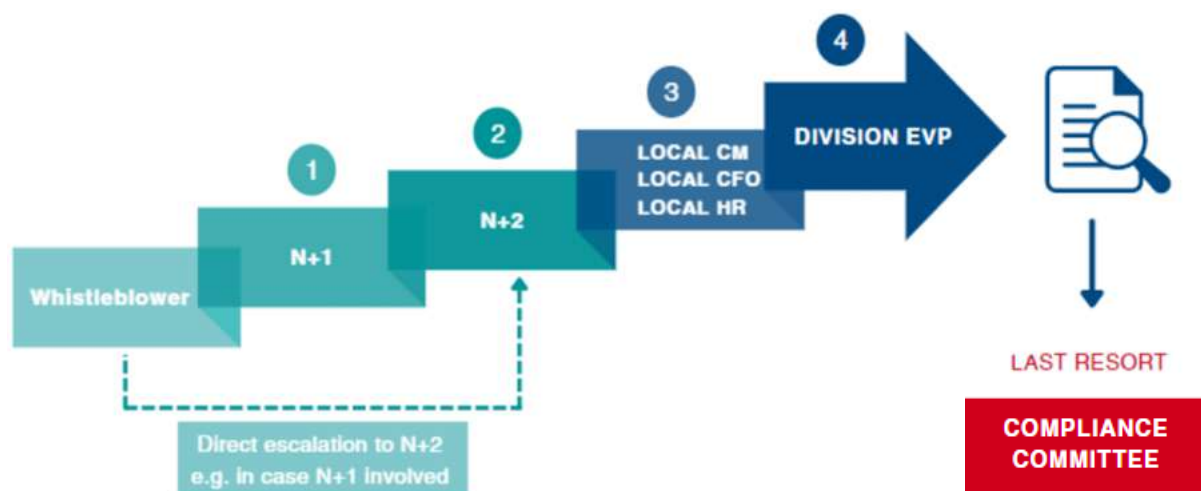 4
3
2
1
DIVISION EVP
LOCAL CM
LOCAL CFO
LOCAL HR
N+2
N+1
Whistleblower
LAST RESORT
COMPLIANCE
COMMITTEE
Direct escalation to N+2
e.g. in case N+1 involved